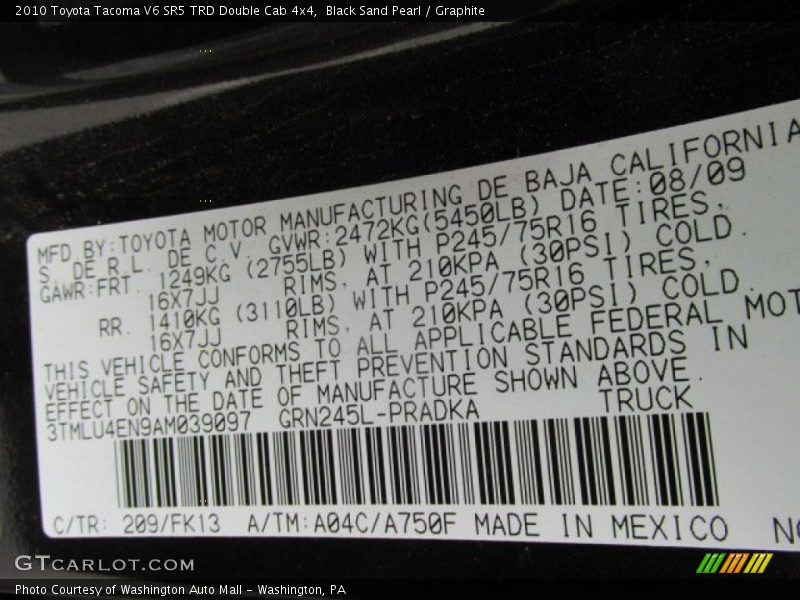 2010 Toyota Tacoma V6 SR5 TRD Double Cab 4x4,  Black Sand Pearl / Graphite
MFD BY:TOYOTA MOTOR MANUFACTURING DE BAJA CALIFORNIA
S. DE R.L. DE C.V. GVWR:2472KG(5450LB) DATE:08/09
GAWR:FRT. 1249KG (2755LB) WITH P245/75R16 TIRES,
16X7JJ RIMS, AT 210KPA (30PSI) COLD.
RR. 1410KG (3110LB) WITH P245/75R16 TIRES,
16X7JJ RIMS, AT 210KPA (30PSI) COLD.
THIS VEHICLE CONFORMS TO ALL APPLICABLE FEDERAL MOT
VEHICLE SAFETY AND THEFT PREVENTION STANDARDS IN
EFFECT ON THE DATE OF MANUFACTURE SHOWN ABOVE.
3TMLU4EN9AM039097 GRN245L-PRADKA TRUCK
C/TR: 209/FK13 A/TM:A04C/A750F MADE IN MEXICO
GTCARLOT.COM
Photo Courtesy of Washington Auto Mall - Washington, PA